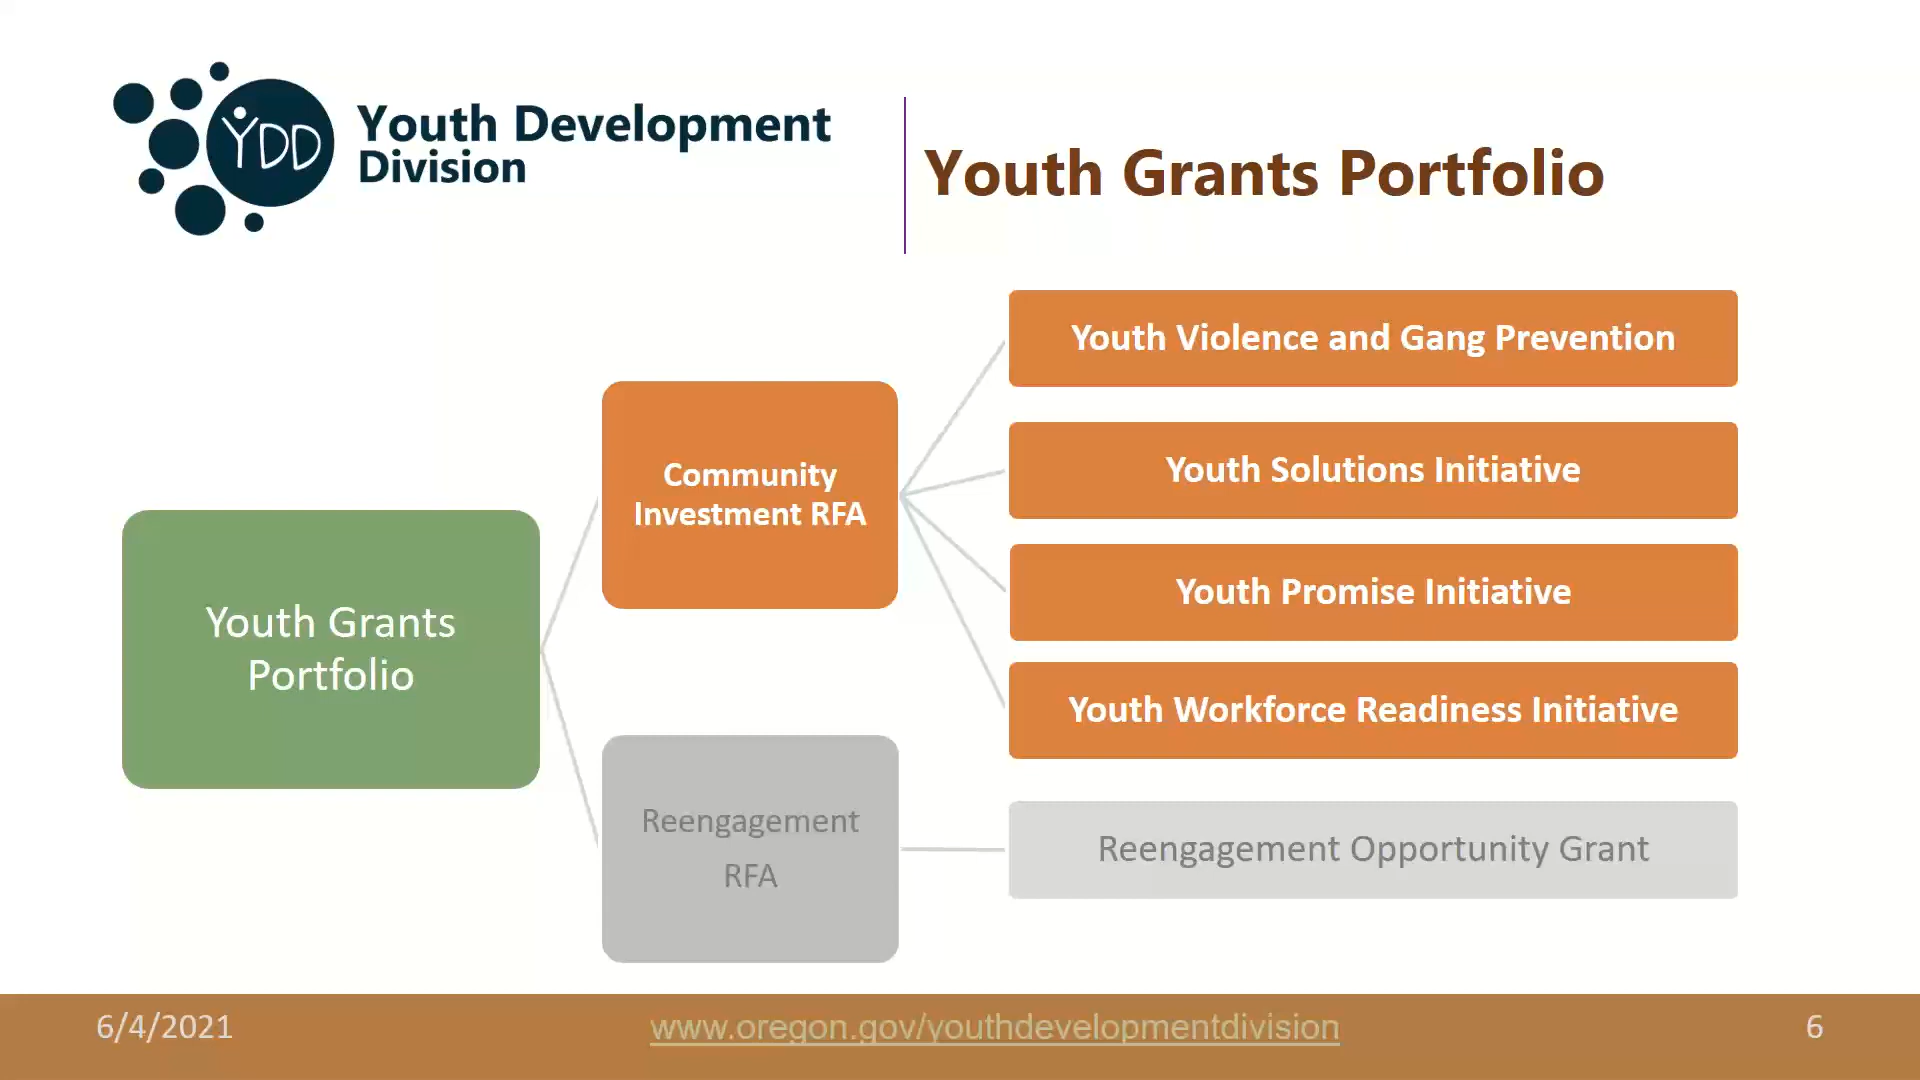 YDD
Youth Development
Division
Youth Grants Portfolio
Youth Grants
Portfolio
Community
Investment RFA
Reengagement
RFA
Youth Violence and Gang Prevention
Youth Solutions Initiative
Youth Promise Initiative
Youth Workforce Readiness Initiative
Reengagement Opportunity Grant
6/4/2021
www.oregon.gov/youthdevelopmentdivision
6